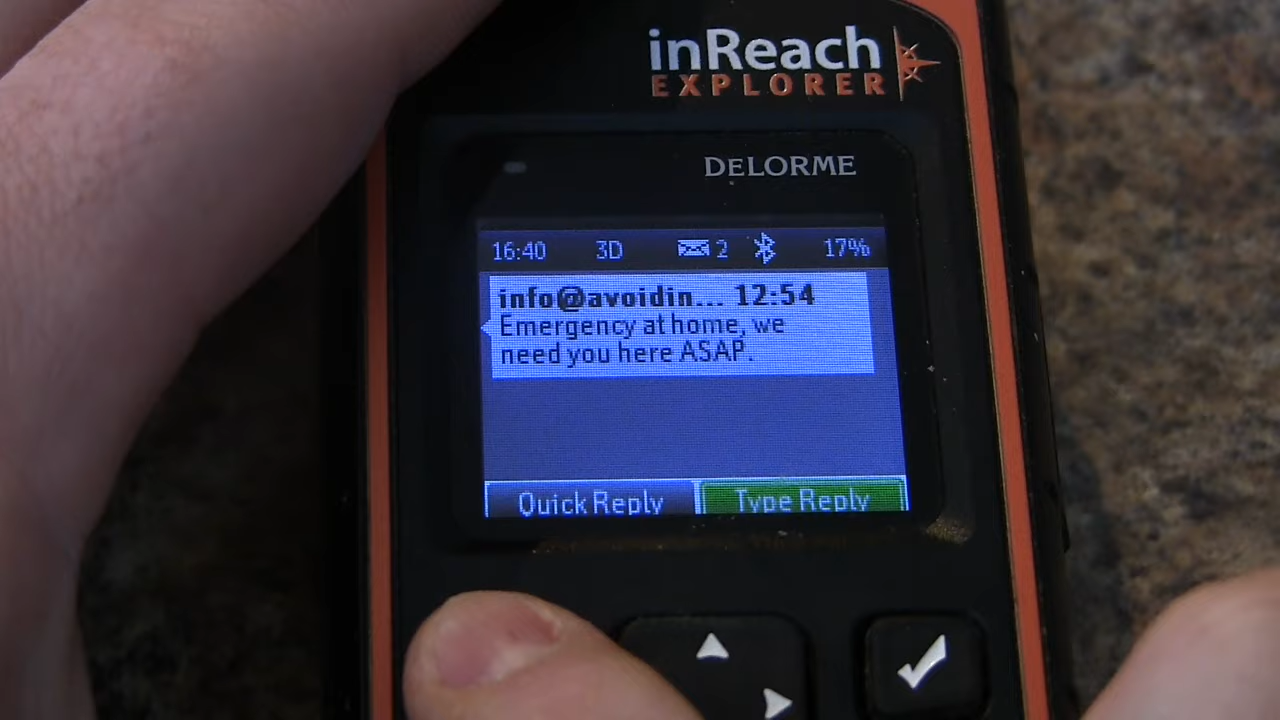 inReach
EXPLORER
DELORME
16:40 3D 2 17%
info@avoidin... 12:54
Emergency at home, we
need you here ASAP.
Quick Reply Type Reply